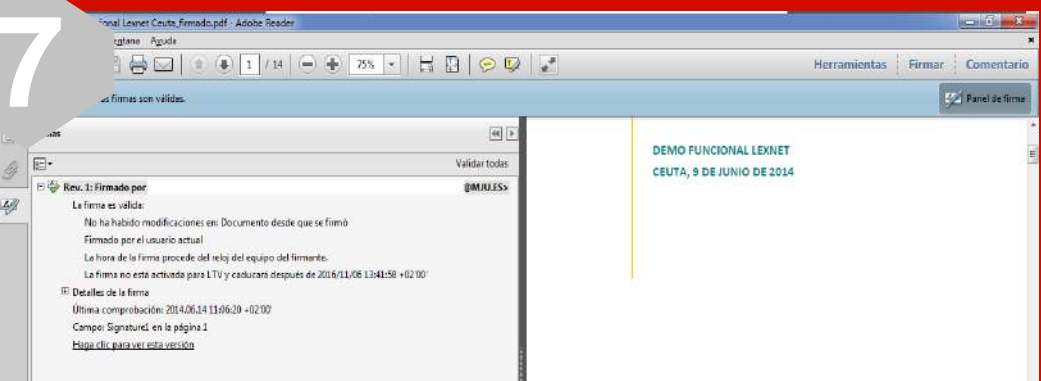 7
onal Lexnet Ceuta_firmado.pdf - Adobe Reader
Ayuda
1 / 14 75% Herramientas Firmar Comentario
as firmas son válidas. Panel de firma
Validar todas
Rev. 1: Firmado por @MJU.ES>
La firma es válida:
No ha habido modificaciones en: Documento desde que se firmó
Firmado por el usuario actual
La hora de la firma procede del reloj del equipo del firmante.
La firma no está activada para LTV y caducará después de 2016/11/06 13:41:58 +02'00'
Detalles de la firma
Última comprobación: 2014.06.14 11:06:20 +02'00'
Campo: Signature1 en la página 1
Haga clic para ver esta versión
DEMO FUNCIONAL LEXNET
CEUTA, 9 DE JUNIO DE 2014